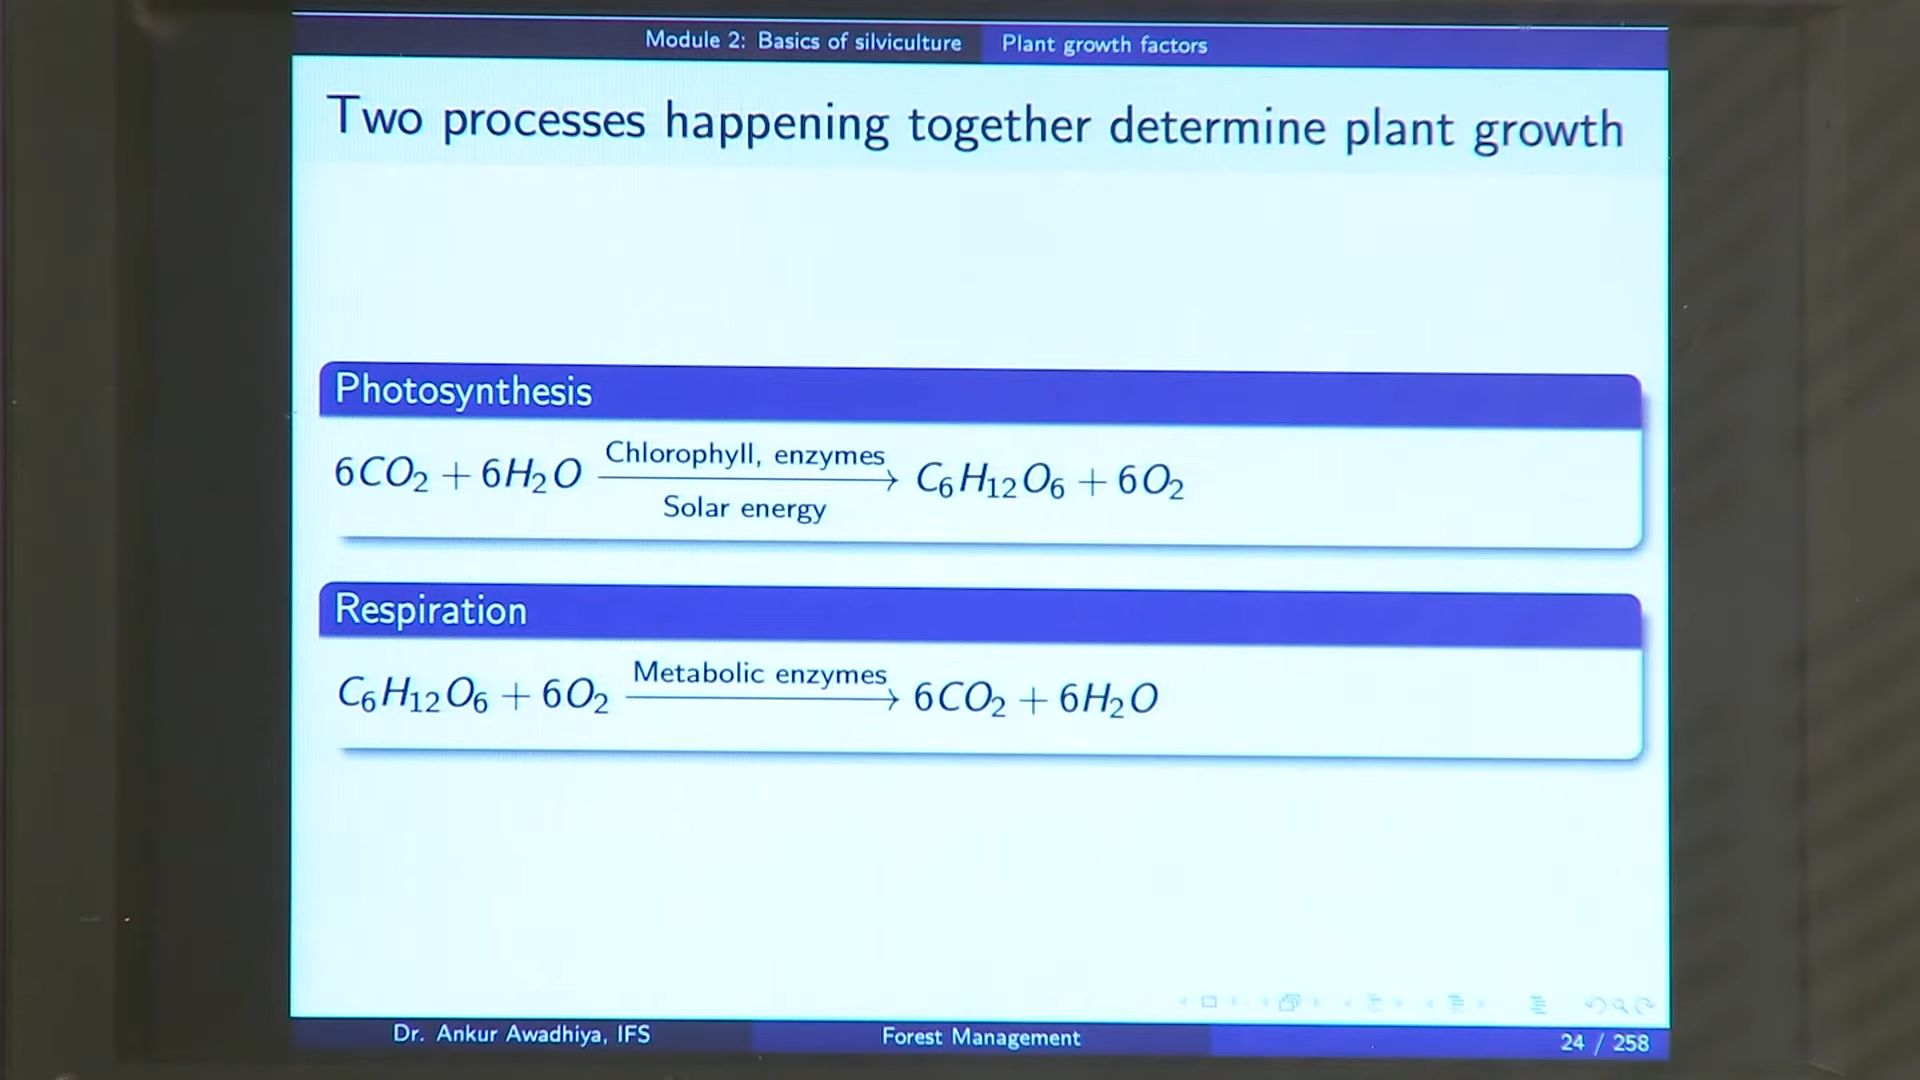 Module 2: Basics of silviculture Plant growth factors
Two processes happening together determine plant growth
Photosynthesis
6CO₂ + 6H₂O Chlorophyll, enzymes → Solar energy C₆H₁₂O₆ + 6O₂
Respiration
C₆H₁₂O₆ + 6O₂ Metabolic enzymes → 6CO₂ + 6H₂O
Dr. Ankur Awadhiya, IFS Forest Management 24 / 258